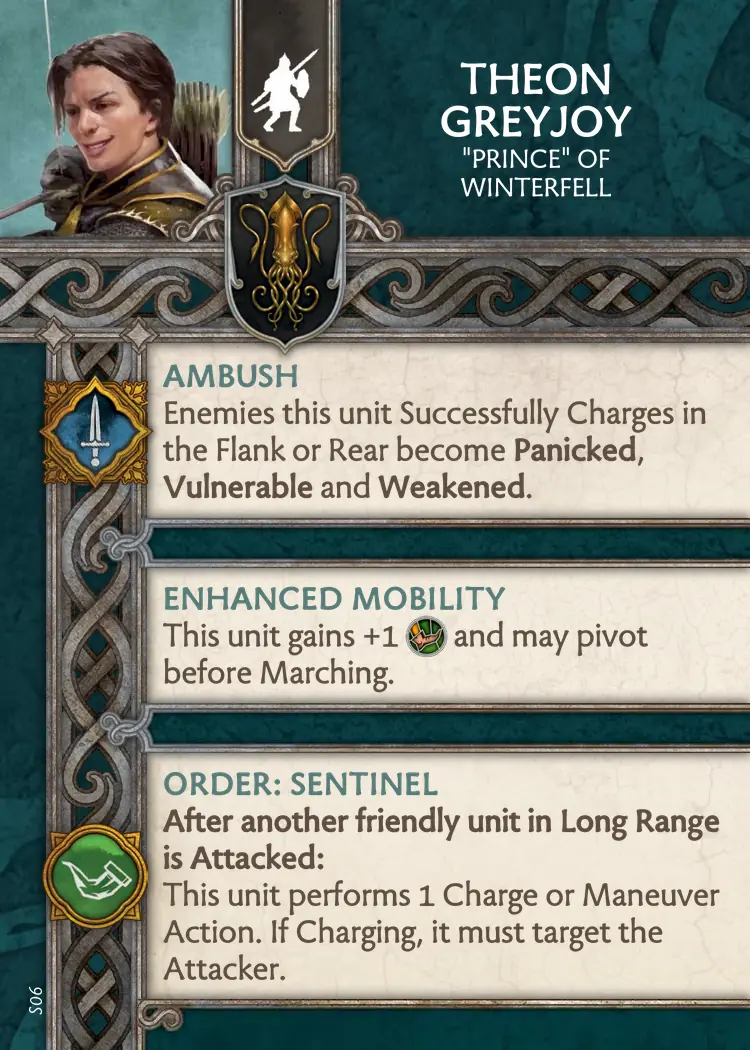 THEON
GREYJOY
"PRINCE" OF
WINTERFELL
AMBUSH
Enemies this unit Successfully Charges in
the Flank or Rear become Panicked,
Vulnerable and Weakened.
ENHANCED MOBILITY
This unit gains +1 and may pivot
before Marching.
ORDER: SENTINEL
After another friendly unit in Long Range
is Attacked:
This unit performs 1 Charge or Maneuver
Action. If Charging, it must target the
Attacker.
S06